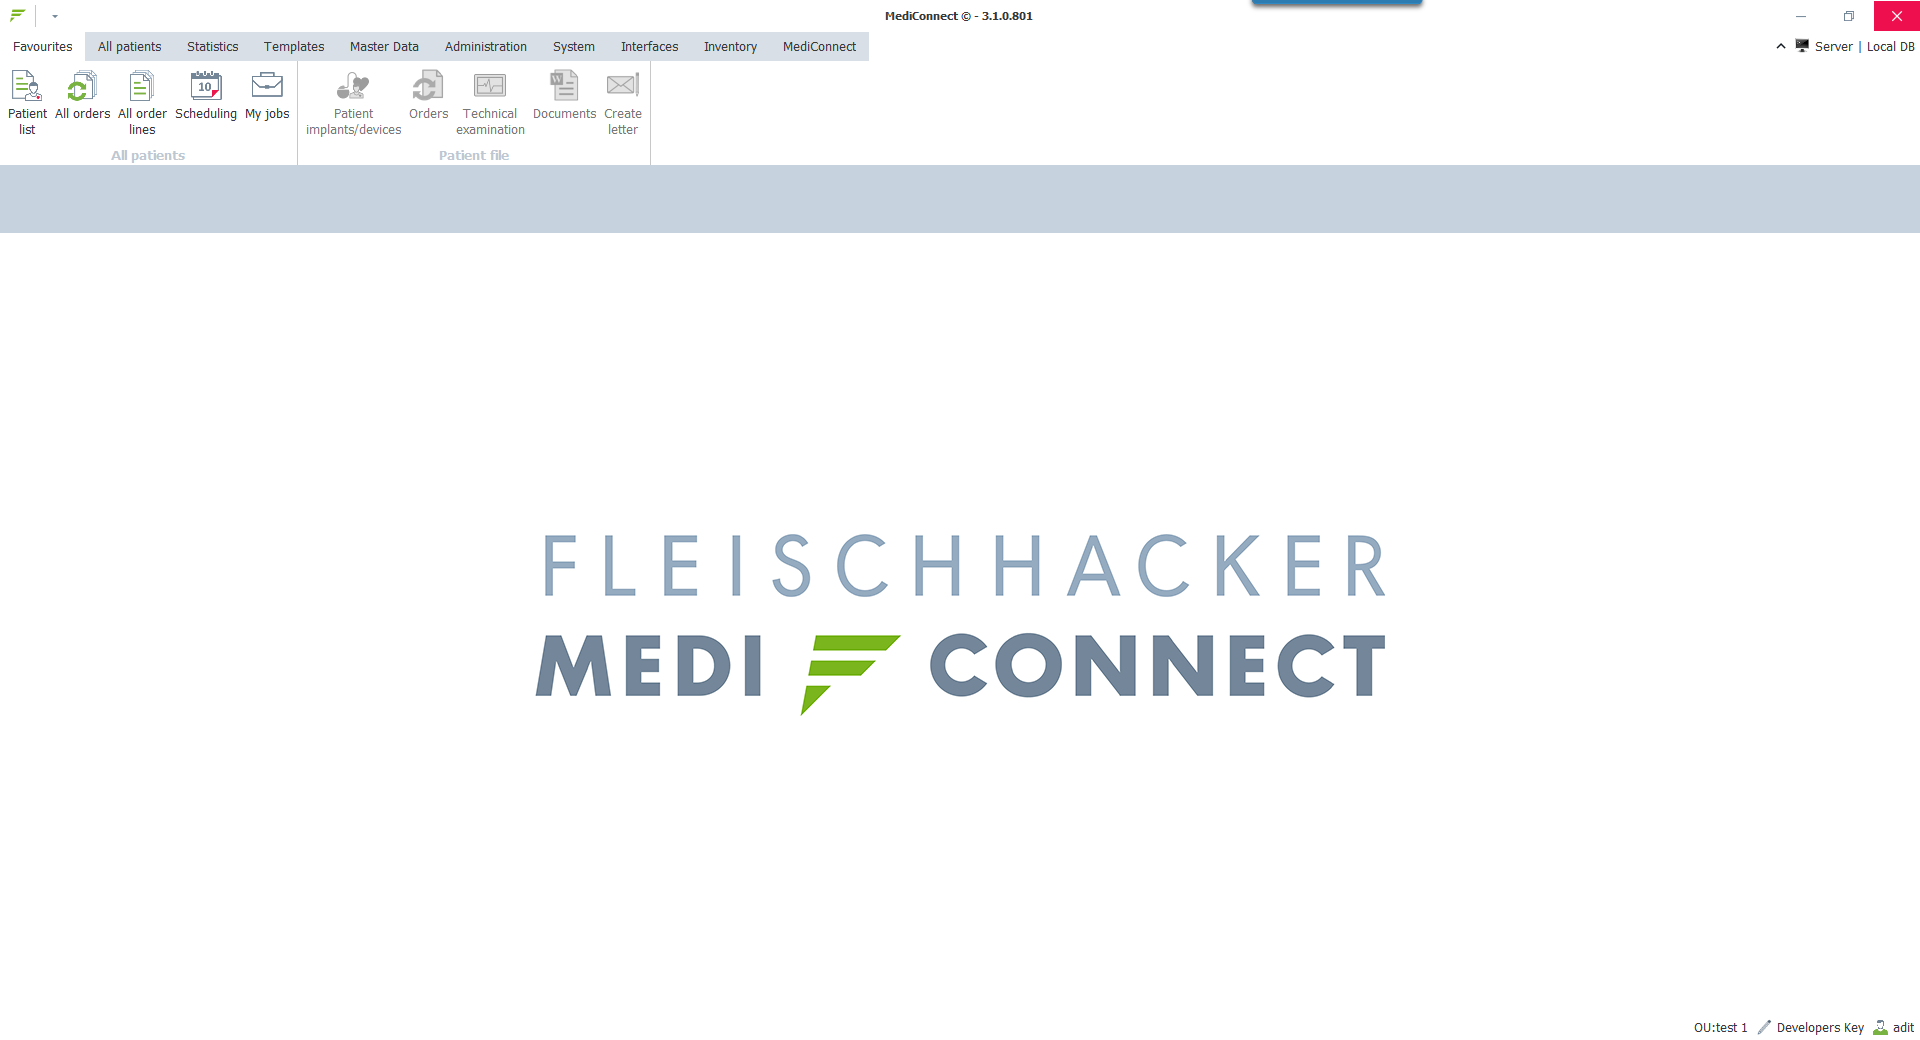 MediConnect © - 3.1.0.801
Favourites All patients Statistics Templates Master Data Administration System Interfaces Inventory MediConnect
Server | Local DB
Patient list
All orders
All order lines
10
Scheduling
My jobs
All patients
Patient implants/devices
Orders
Technical examination
W
Documents
Create letter
Patient file
FLEISCHHACKER
MEDI CONNECT
OU:test 1 Developers Key adit